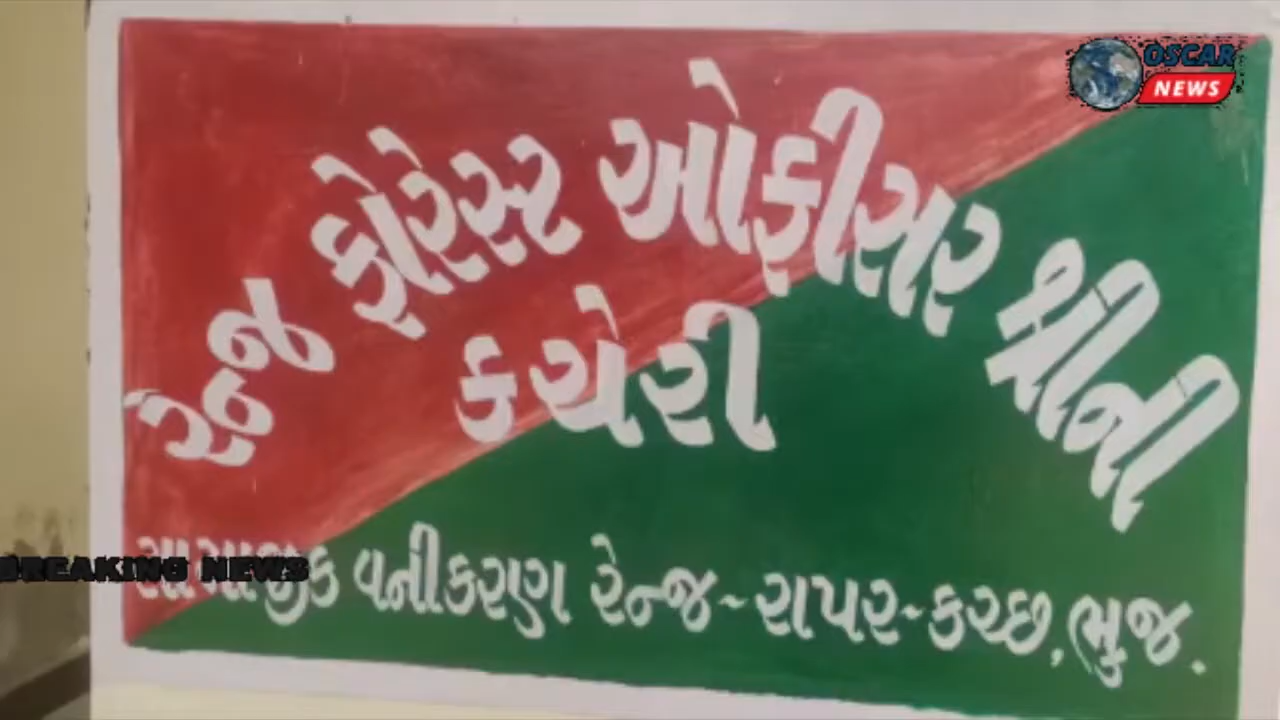 OSCAR
NEWS
રેન્જ ફોરેસ્ટ ઓફીસર શ્રીની
કચેરી
સામાજીક વનીકરણ રેન્જ~રાપર~કચ્છ,ભુજ.
BREAKING NEWS